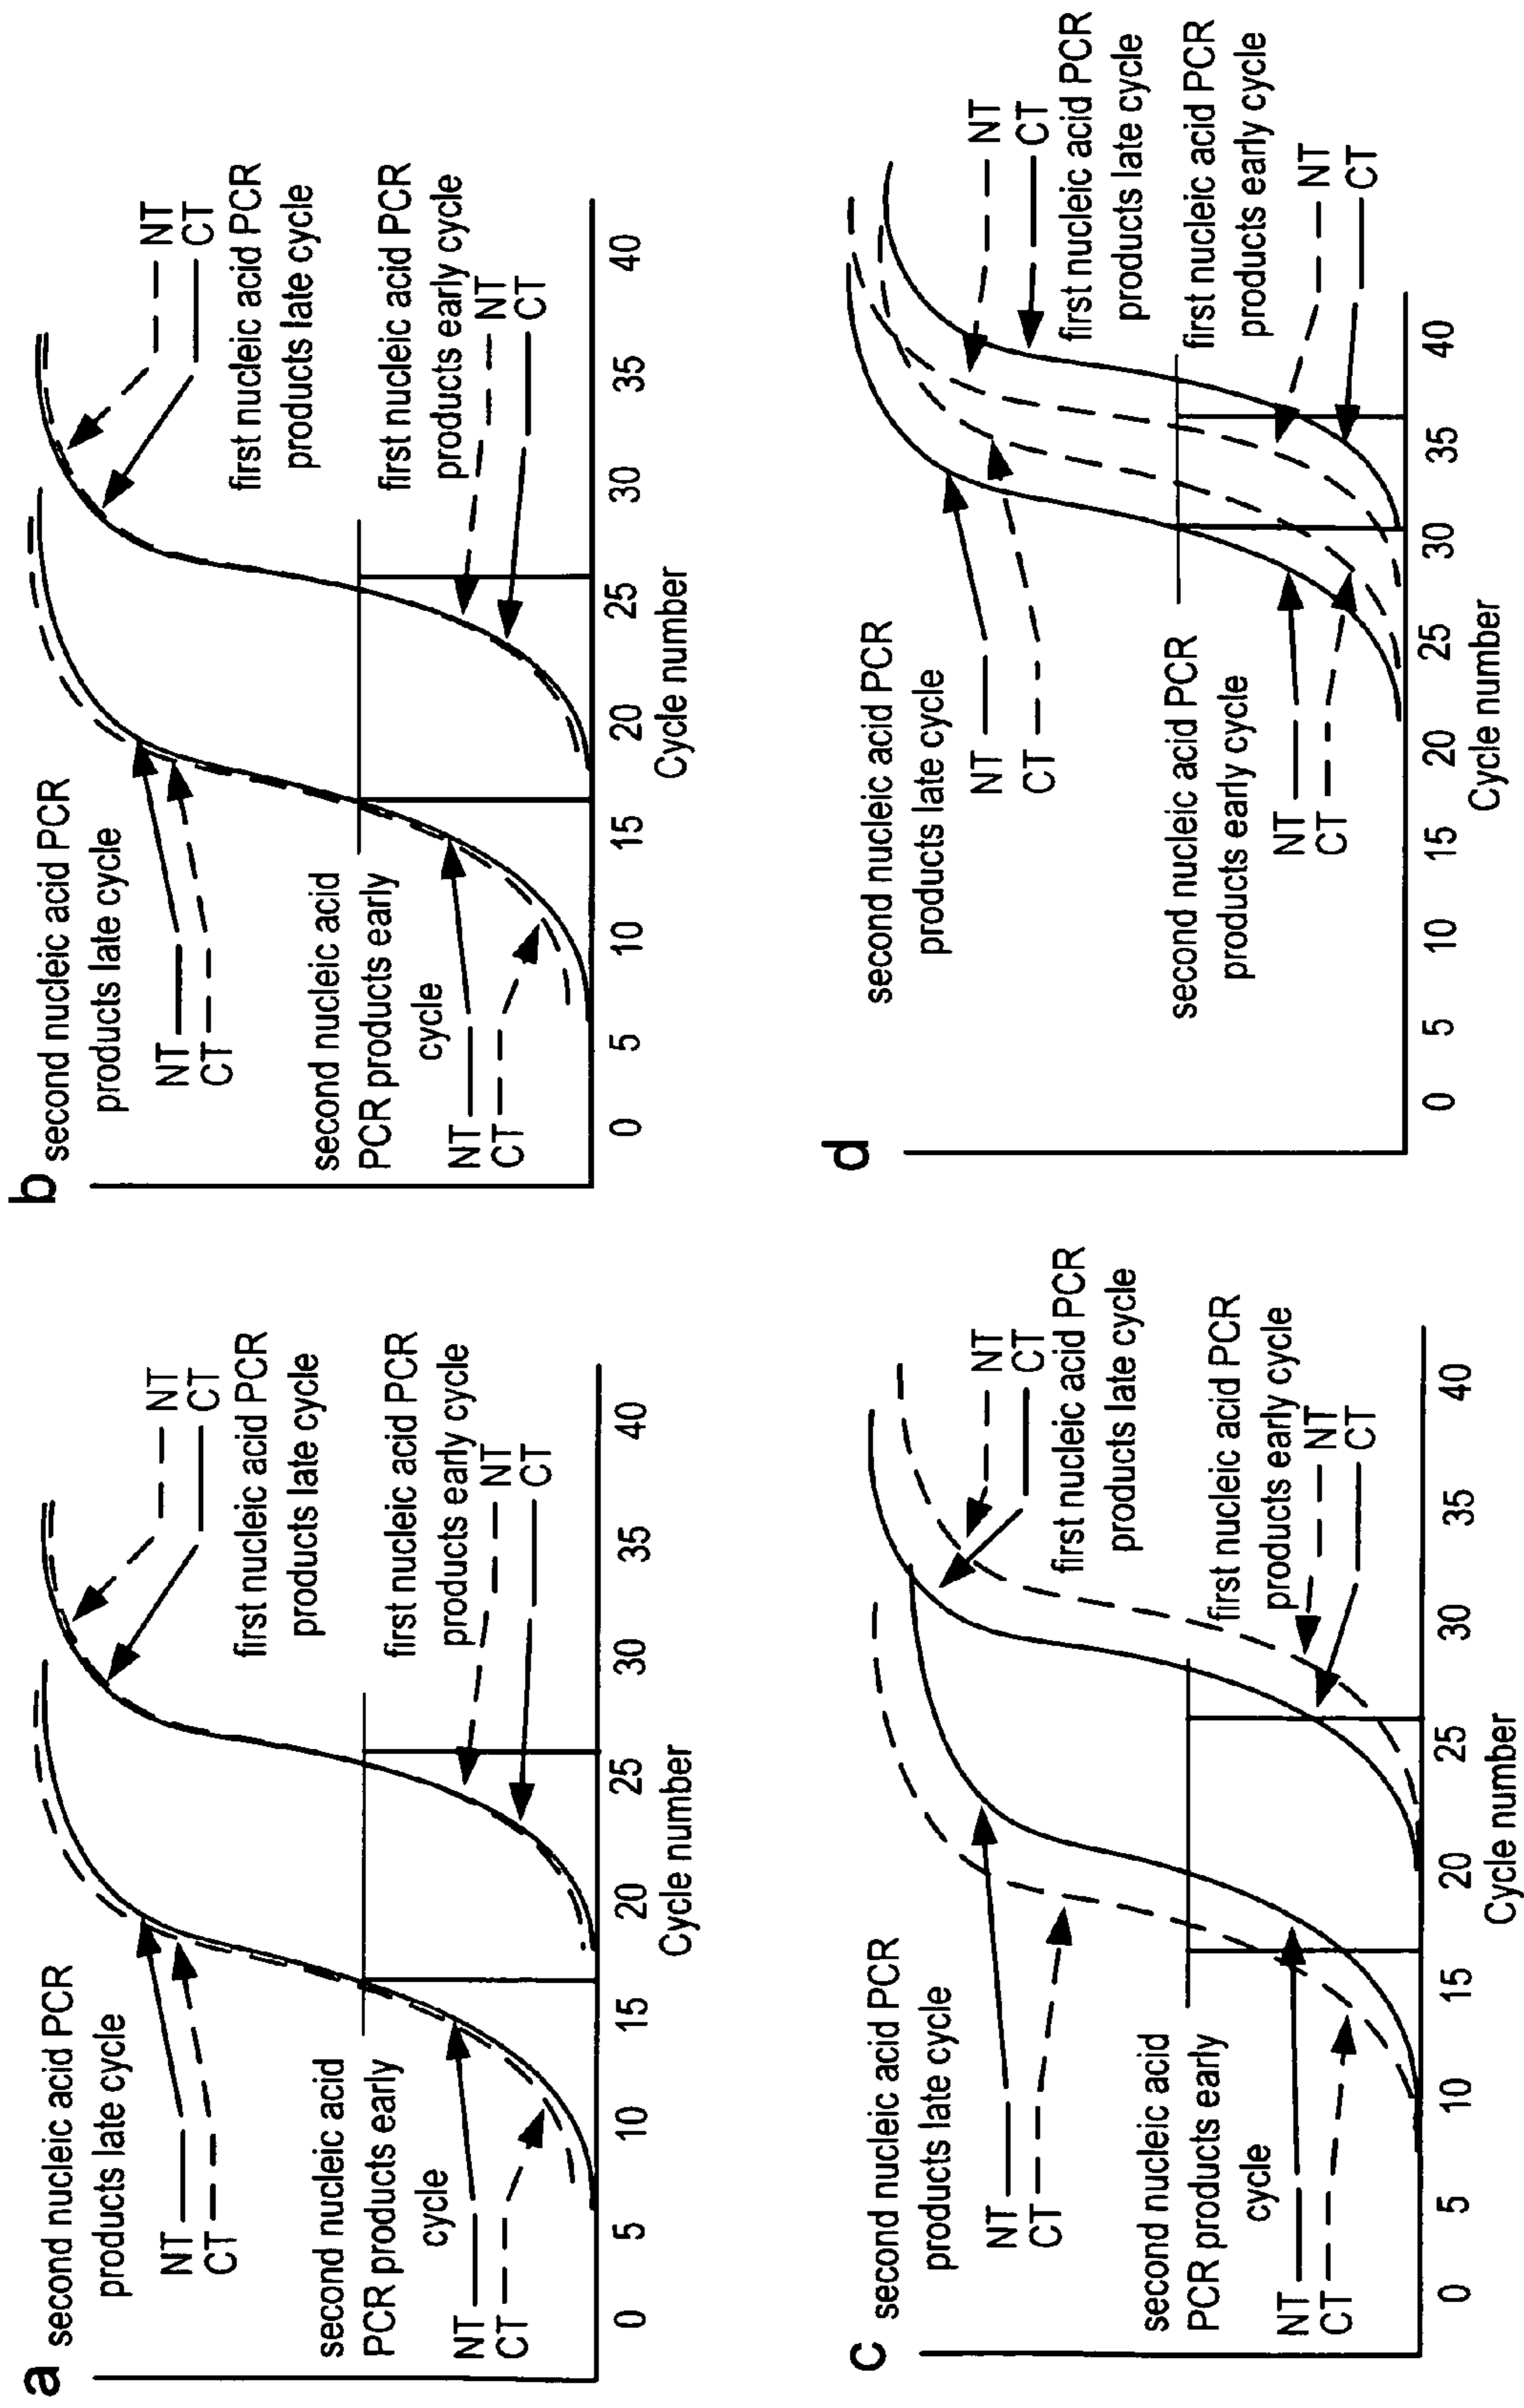 a
second nucleic acid PCR
products late cycle
NT
CT
second nucleic acid
PCR products early
cycle
NT
CT
NT
CT
first nucleic acid PCR
products late cycle
first nucleic acid PCR
products early cycle
NT
CT
0 5 10 15 20 25 30 35 40
Cycle number
b
second nucleic acid PCR
products late cycle
NT
CT
second nucleic acid
PCR products early
cycle
NT
CT
NT
CT
first nucleic acid PCR
products late cycle
first nucleic acid PCR
products early cycle
NT
CT
0 5 10 15 20 25 30 35 40
Cycle number
c
second nucleic acid PCR
products late cycle
NT
CT
second nucleic acid
PCR products early
cycle
NT
CT
NT
CT
first nucleic acid PCR
products late cycle
first nucleic acid PCR
products early cycle
NT
CT
0 5 10 15 20 25 30 35 40
Cycle number
d
second nucleic acid PCR
products late cycle
NT
CT
second nucleic acid PCR
products early cycle
NT
CT
NT
CT
first nucleic acid PCR
products late cycle
first nucleic acid PCR
products early cycle
NT
CT
0 5 10 15 20 25 30 35 40
Cycle number